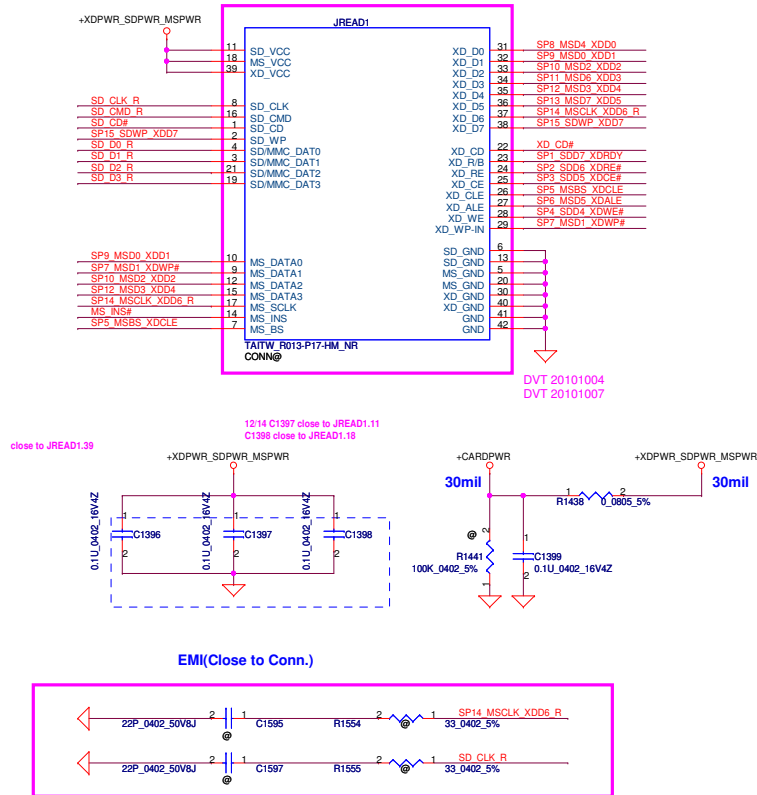 +XDPWR_SDPWR_MSPWR
JREAD1
11 SD_VCC
18 MS_VCC
39 XD_VCC
SD_CLK_R 8 SD_CLK
SD_CMD_R 16 SD_CMD
SD_CD# 1 SD_CD
SP15_SDWP_XDD7 2 SD_WP
SD_D0_R 4 SD/MMC_DAT0
SD_D1_R 3 SD/MMC_DAT1
SD_D2_R 21 SD/MMC_DAT2
SD_D3_R 19 SD/MMC_DAT3
SP9_MSD0_XDD1 10 MS_DATA0
SP7_MSD1_XDWP# 9 MS_DATA1
SP10_MSD2_XDD2 12 MS_DATA2
SP12_MSD3_XDD4 15 MS_DATA3
SP14_MSCLK_XDD6_R 17 MS_SCLK
MS_INS# 14 MS_INS
SP5_MSBS_XDCLE 7 MS_BS
XD_D0 31 SP8_MSD4_XDD0
XD_D1 32 SP9_MSD0_XDD1
XD_D2 33 SP10_MSD2_XDD2
XD_D3 34 SP11_MSD6_XDD3
XD_D4 35 SP12_MSD3_XDD4
XD_D5 36 SP13_MSD7_XDD5
XD_D6 37 SP14_MSCLK_XDD6_R
XD_D7 38 SP15_SDWP_XDD7
XD_CD 22 XD_CD#
XD_R/B 23 SP1_SDD7_XDRDY
XD_RE 24 SP2_SDD6_XDRE#
XD_CE 25 SP3_SDD5_XDCE#
XD_CLE 26 SP5_MSBS_XDCLE
XD_ALE 27 SP6_MSD5_XDALE
XD_WE 28 SP4_SDD4_XDWE#
XD_WP-IN 29 SP7_MSD1_XDWP#
SD_GND 6
SD_GND 13
MS_GND 5
MS_GND 20
XD_GND 30
XD_GND 40
GND 41
GND 42
TAITW_R013-P17-HM_NR
CONN@
DVT 20101004
DVT 20101007
12/14 C1397 close to JREAD1.11
C1398 close to JREAD1.18
close to JREAD1.39
+XDPWR_SDPWR_MSPWR
0.1U_0402_16V4Z 1 C1396 2
0.1U_0402_16V4Z 1 C1397 2
0.1U_0402_16V4Z 1 C1398 2
+CARDPWR
+XDPWR_SDPWR_MSPWR
30mil
30mil
1 2
R1438 0_0805_5%
@ 2
R1441
100K_0402_5%
1
1
C1399
0.1U_0402_16V4Z
2
EMI(Close to Conn.)
2 1 2 1 SP14_MSCLK_XDD6_R
22P_0402_50V8J C1595 R1554 @ 33_0402_5%
@
2 1 2 1 SD_CLK_R
22P_0402_50V8J C1597 R1555 @ 33_0402_5%
@